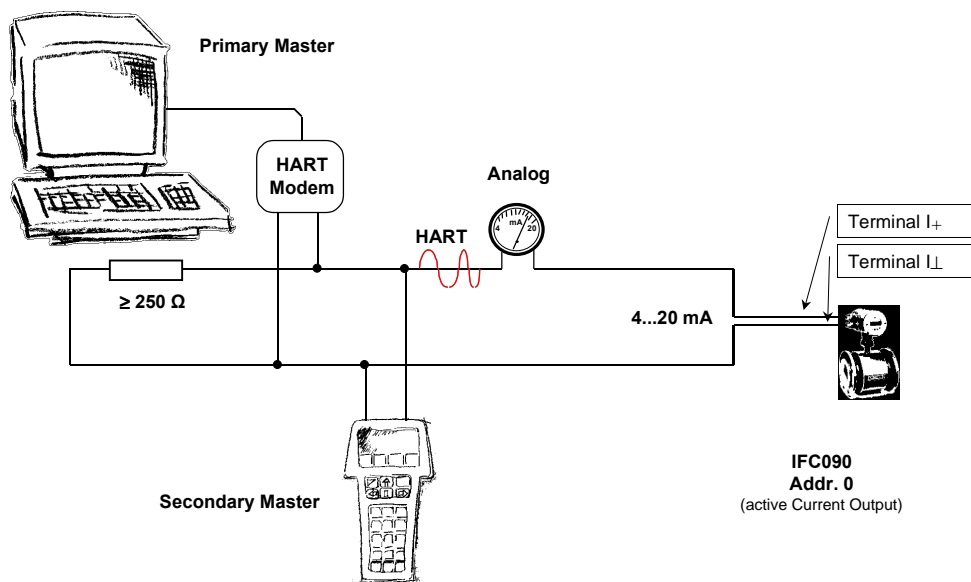 Primary Master
HART
Modem
Analog
4 mA 20
HART
Terminal I+
Terminal I⊥
≥ 250 Ω
4...20 mA
Secondary Master
IFC090
Addr. 0
(active Current Output)